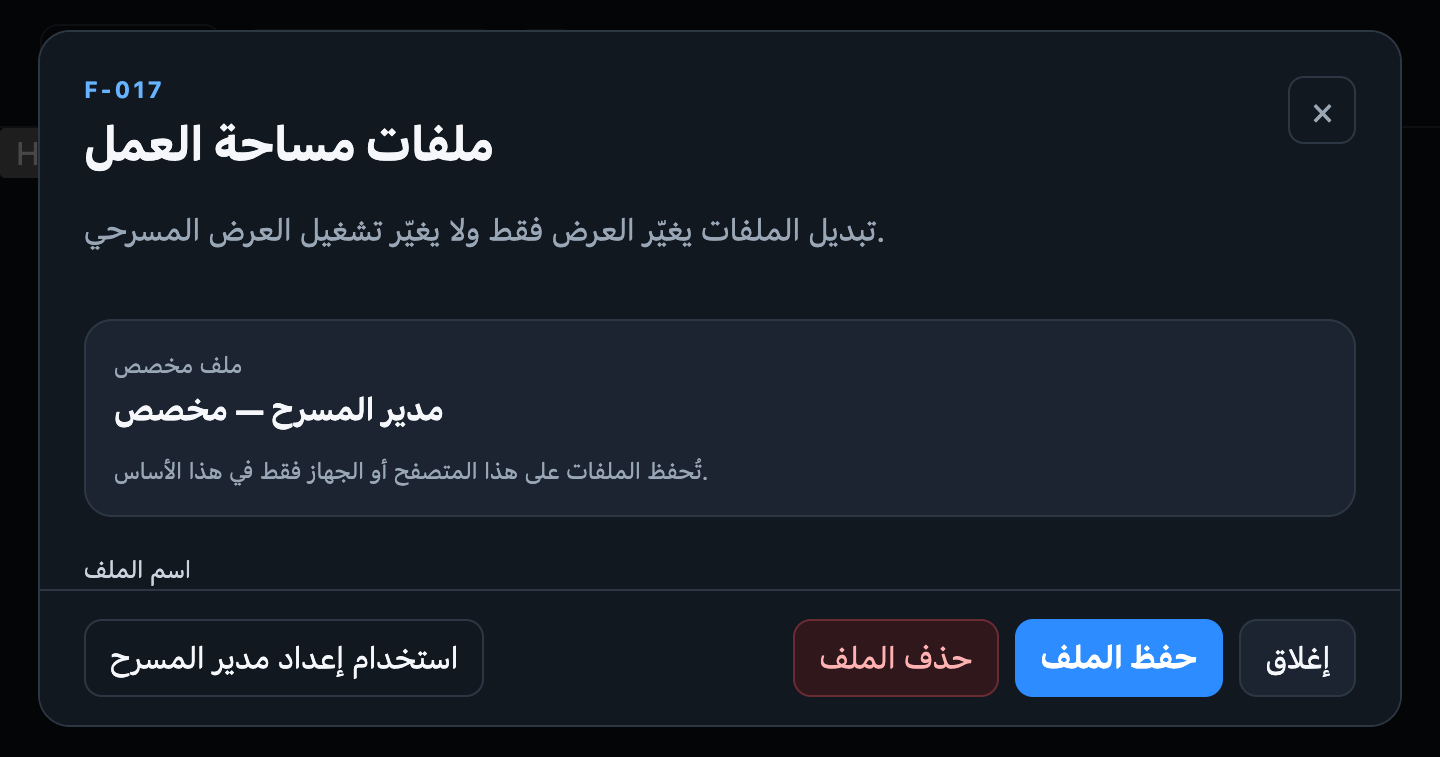 F-017
ملفات مساحة العمل
×
تبديل الملفات يغيّر العرض فقط ولا يغيّر تشغيل العرض المسرحي.
ملف مخصص
مدير المسرح — مخصص
تُحفظ الملفات على هذا المتصفح أو الجهاز فقط في هذا الأساس.
اسم الملف
استخدام إعداد مدير المسرح
حذف الملف
حفظ الملف
إغلاق